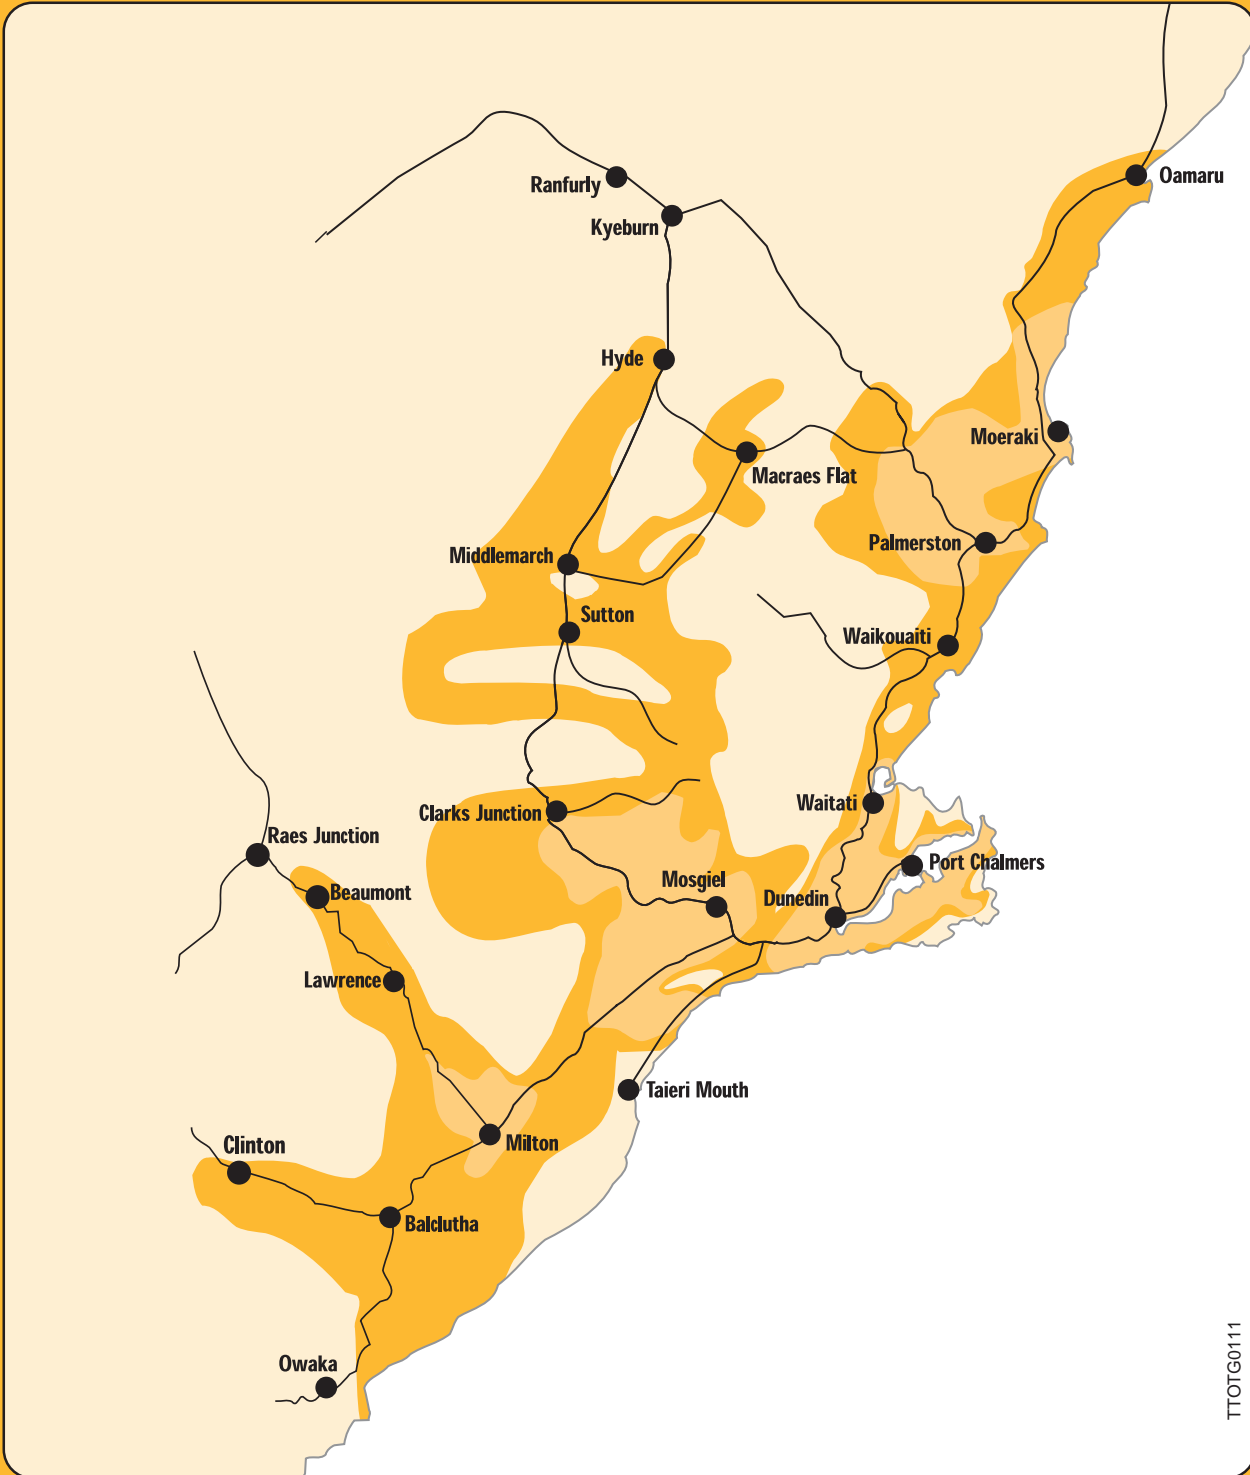 Oamaru
Ranfurly
Kyeburn
Hyde
Moeraki
Macraes Flat
Palmerston
Middlemarch
Sutton
Waikouaiti
Waitati
Clarks Junction
Raes Junction
Port Chalmers
Mosgiel
Beaumont
Dunedin
Lawrence
Taieri Mouth
Milton
Clinton
Balclutha
Owaka
TTOTG0111